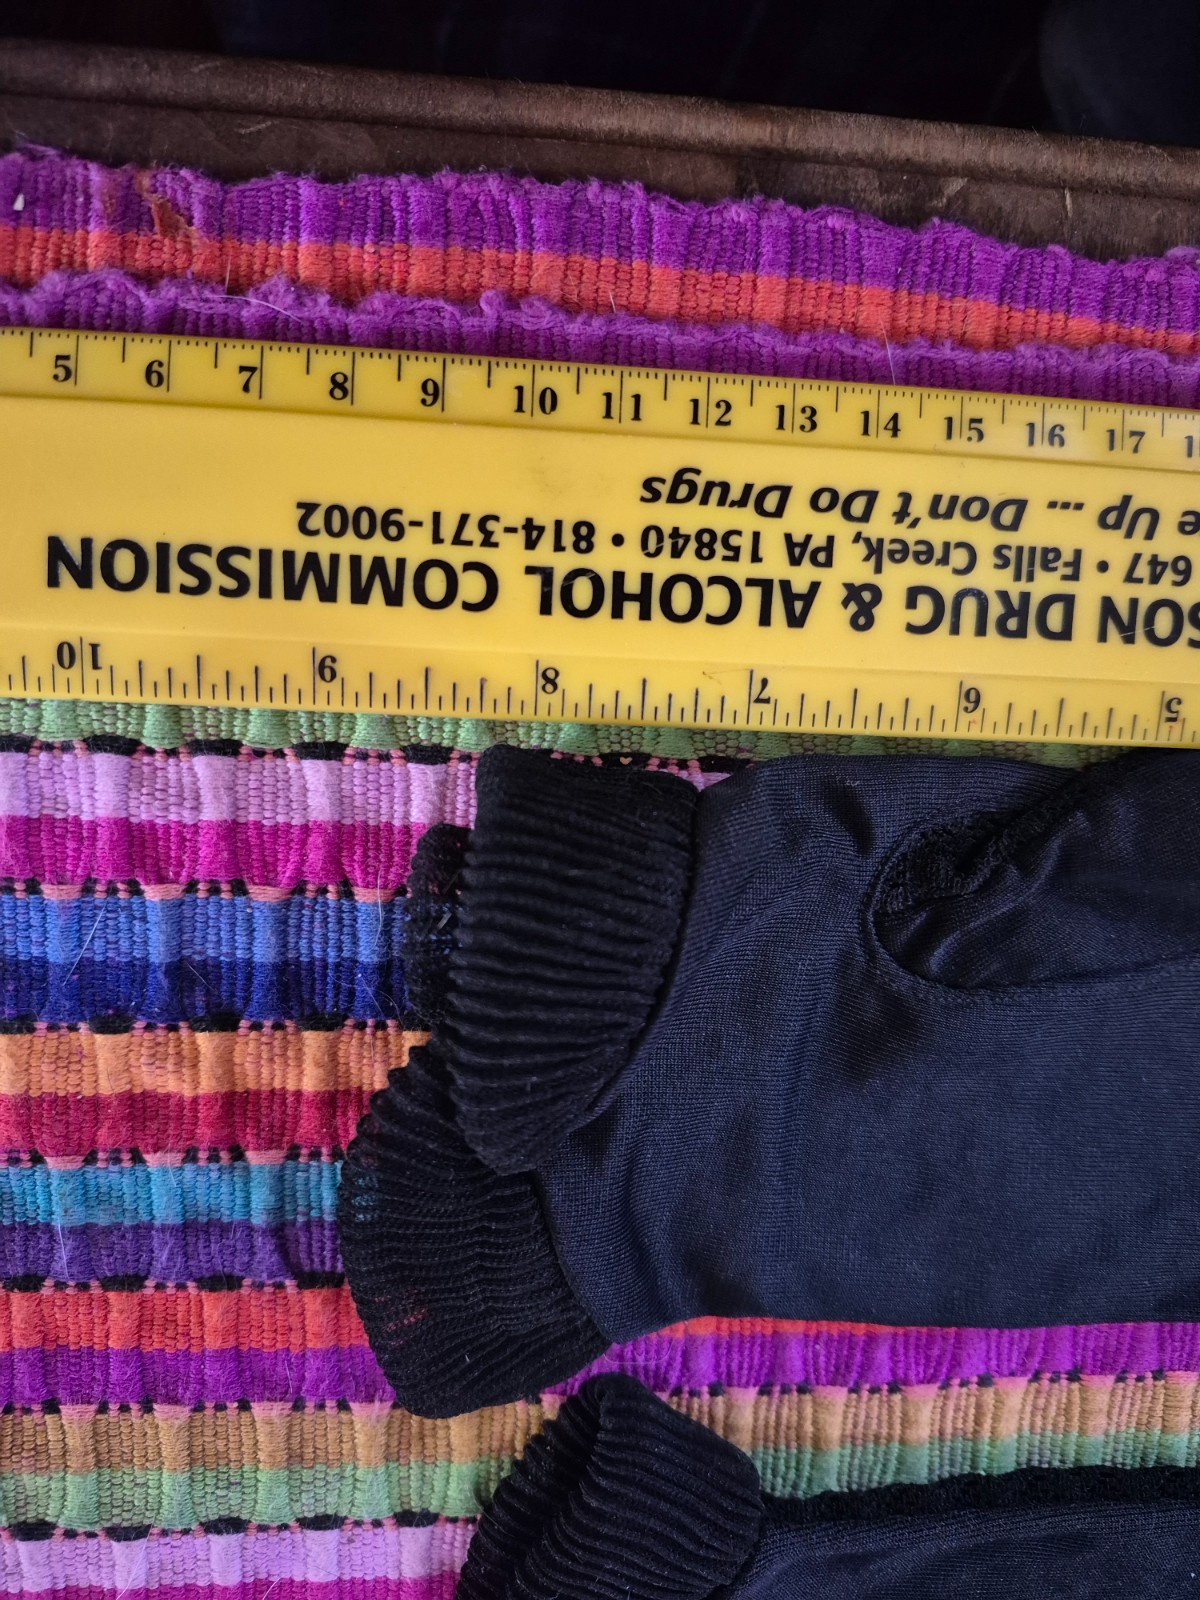 5 6 7 8 9 10 11 12 13 14 15 16 17
SON DRUG & ALCOHOL COMMISSION
647 • Falls Creek, PA 15840 • 814-371-9002
e Up ... Don't Do Drugs
5 6 7 8 9 10